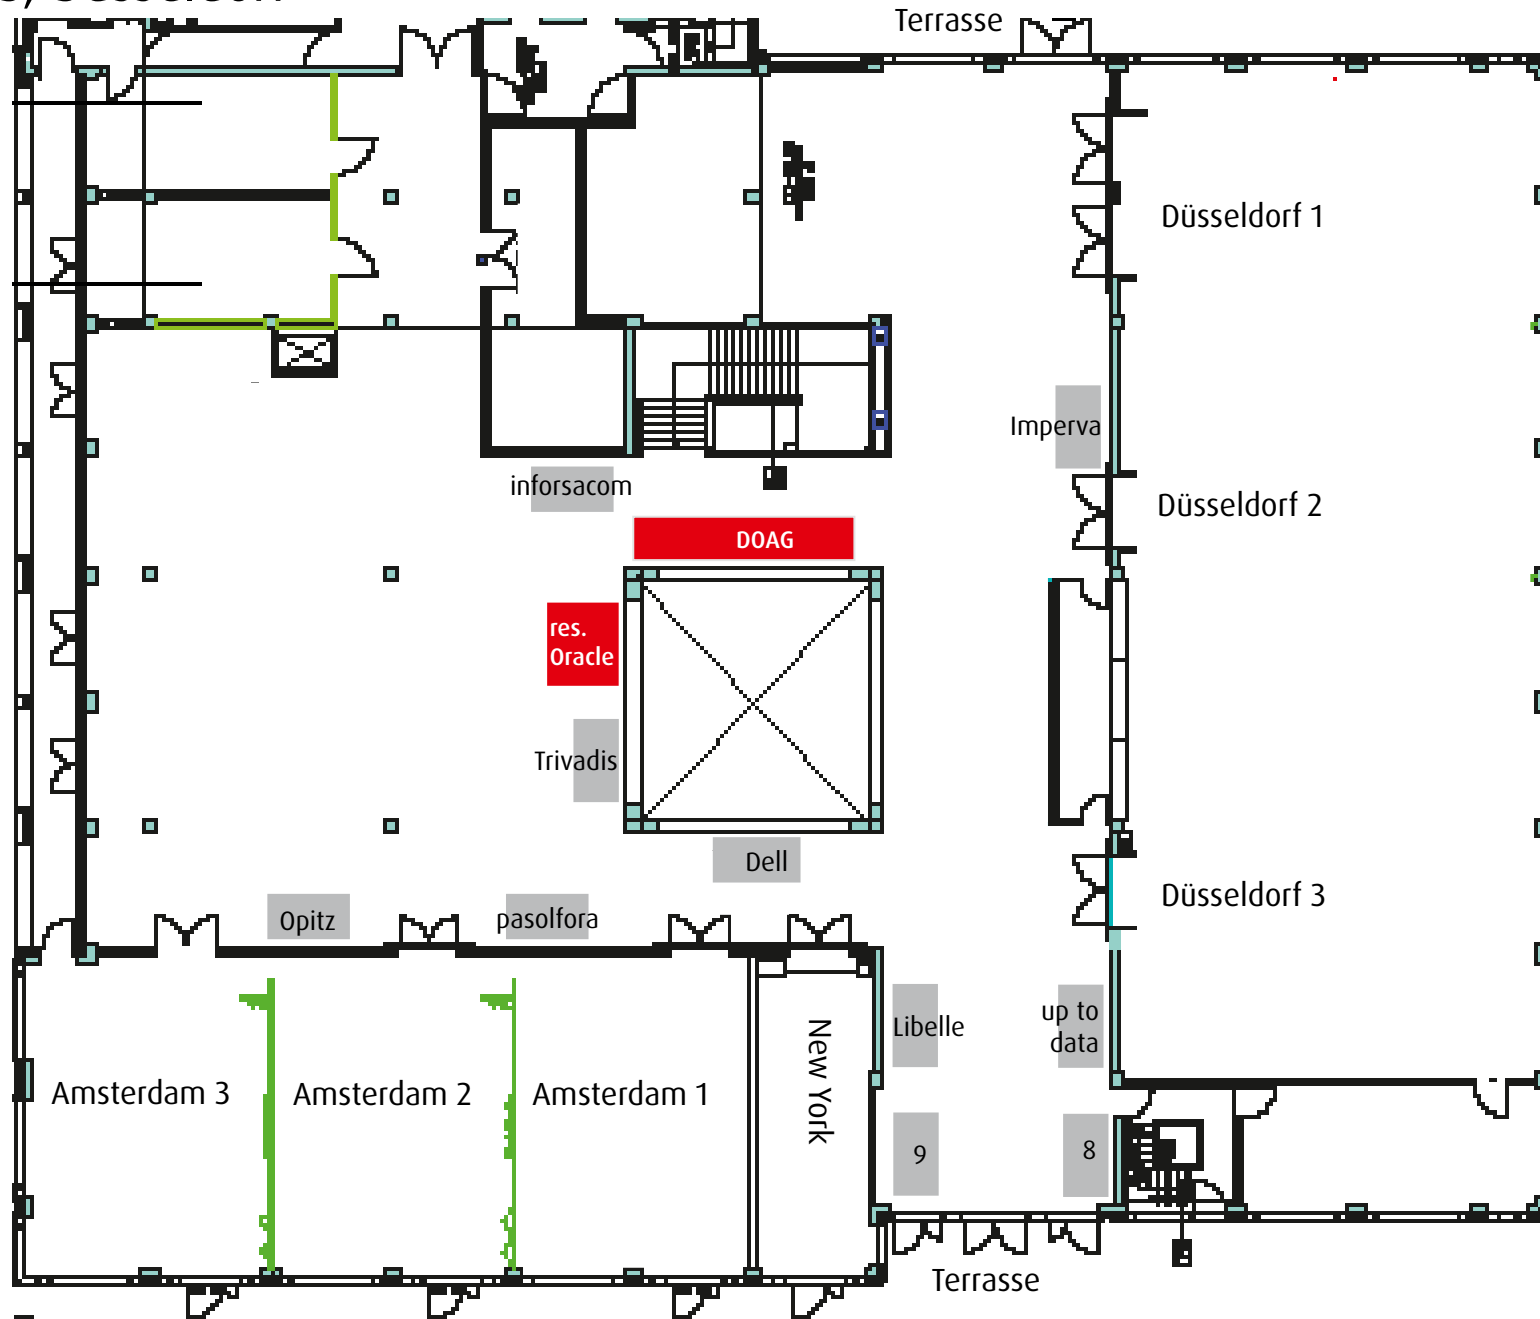 Terrasse
Düsseldorf 1
Imperva
inforsacom
Düsseldorf 2
DOAG
res.
Oracle
Trivadis
Dell
Düsseldorf 3
Opitz
pasolfora
Libelle
up to
data
New York
Amsterdam 3
Amsterdam 2
Amsterdam 1
9
8
Terrasse